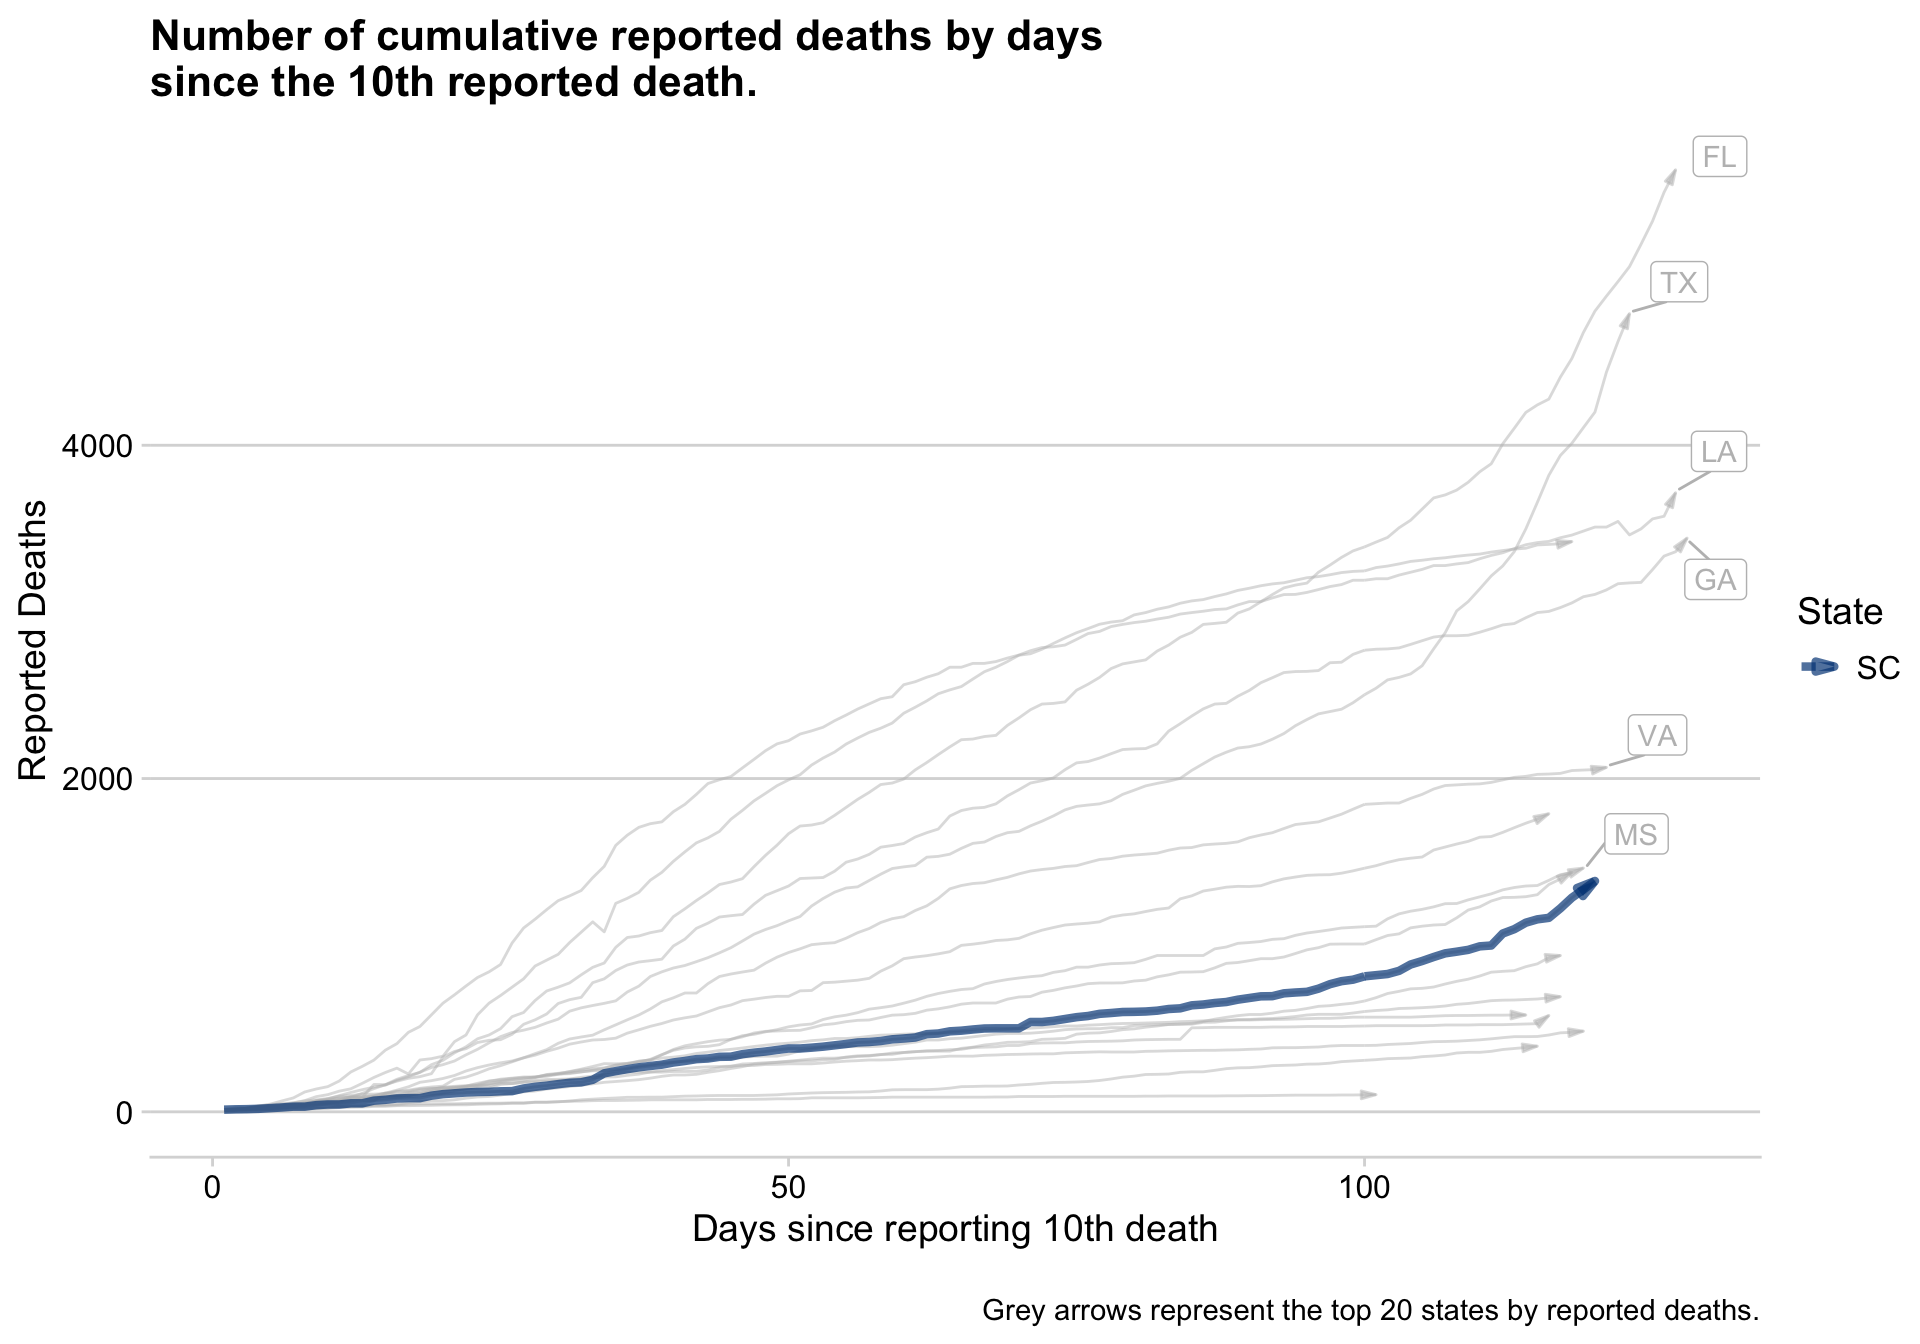 Number of cumulative reported deaths by days
since the 10th reported death.
FL
TX
4000
LA
GA
Reported Deaths
State
SC
VA
2000
MS
0
0 50 100
Days since reporting 10th death
Grey arrows represent the top 20 states by reported deaths.